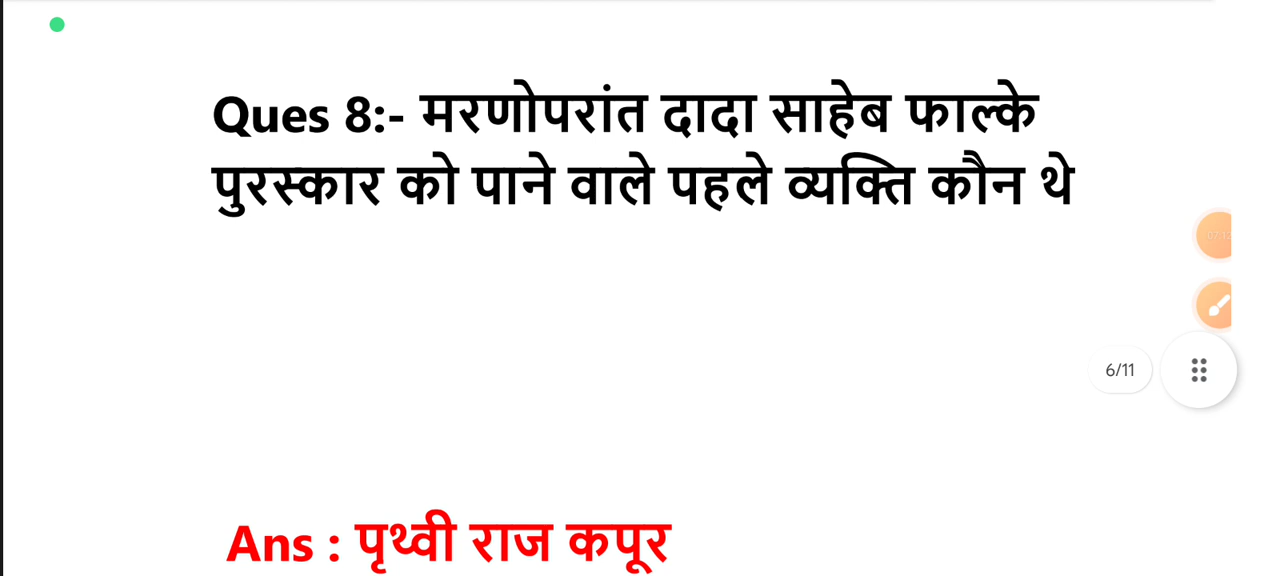 Ques 8:- मरणोपरांत दादा साहेब फाल्के
पुरस्कार को पाने वाले पहले व्यक्ति कौन थे
6/11
Ans : पृथ्वी राज कपूर